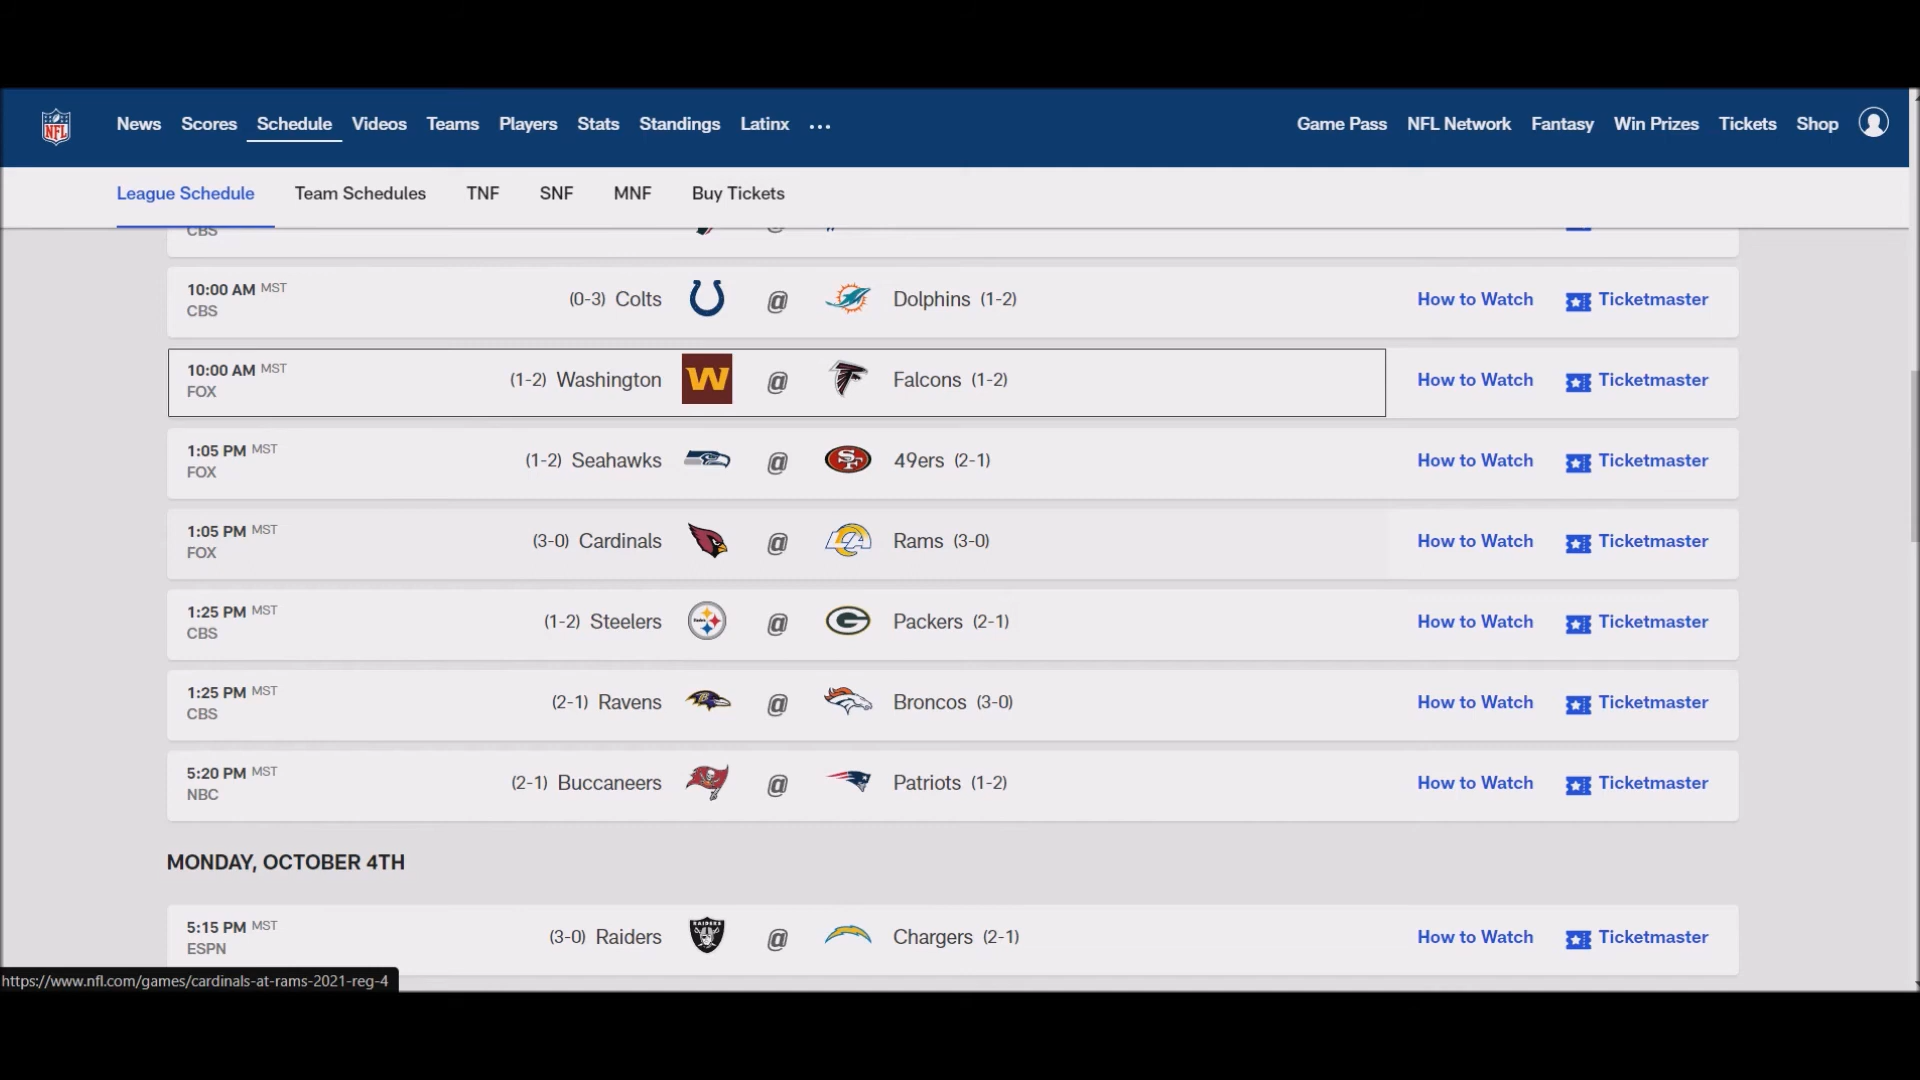 News Scores Schedule Videos Teams Players Stats Standings Latinx ... Game Pass NFL Network Fantasy Win Prizes Tickets Shop
NFL
League Schedule Team Schedules TNF SNF MNF Buy Tickets
CBS
10:00 AM MST (0-3) Colts @ Dolphins (1-2) How to Watch Ticketmaster
CBS
10:00 AM MST (1-2) Washington W @ Falcons (1-2) How to Watch Ticketmaster
FOX
1:05 PM MST (1-2) Seahawks @ SF 49ers (2-1) How to Watch Ticketmaster
FOX
1:05 PM MST (3-0) Cardinals @ LA Rams (3-0) How to Watch Ticketmaster
FOX
1:25 PM MST (1-2) Steelers @ G Packers (2-1) How to Watch Ticketmaster
CBS
1:25 PM MST (2-1) Ravens @ Broncos (3-0) How to Watch Ticketmaster
CBS
5:20 PM MST (2-1) Buccaneers @ Patriots (1-2) How to Watch Ticketmaster
NBC
MONDAY, OCTOBER 4TH
5:15 PM MST (3-0) Raiders RAIDERS @ Chargers (2-1) How to Watch Ticketmaster
ESPN
https://www.nfl.com/games/cardinals-at-rams-2021-reg-4